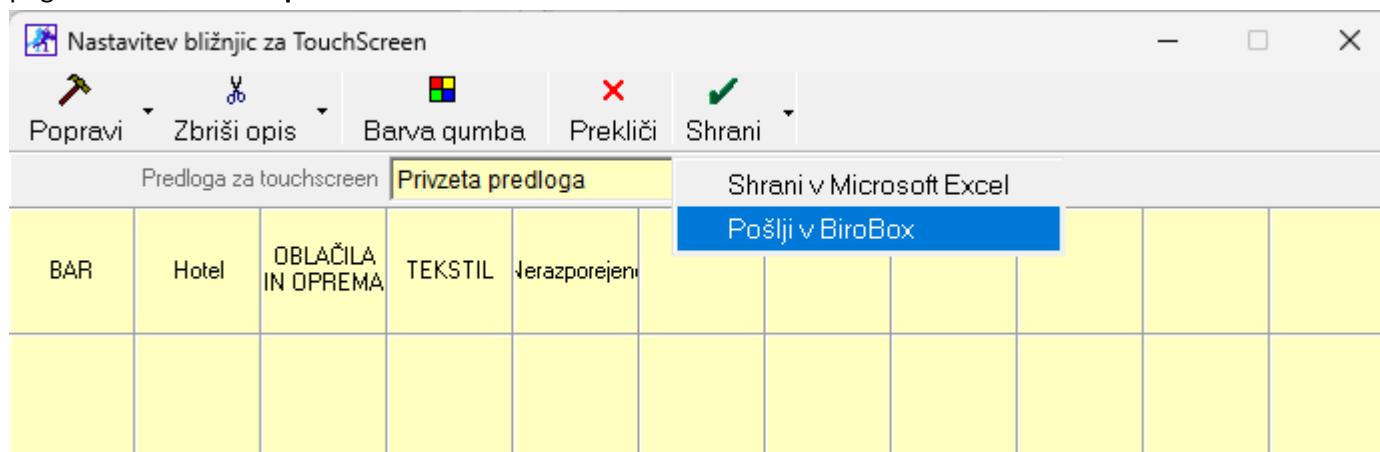 Nastavitev bližnjic za TouchScreen
Popravi Zbriši opis Barva qumba Prekliči Shrani
Predloga za touchscreen Privzeta predloga
Shrani v Microsoft Excel
Pošlji v BiroBox
BAR Hotel OBLAČILA IN OPREMA TEKSTIL